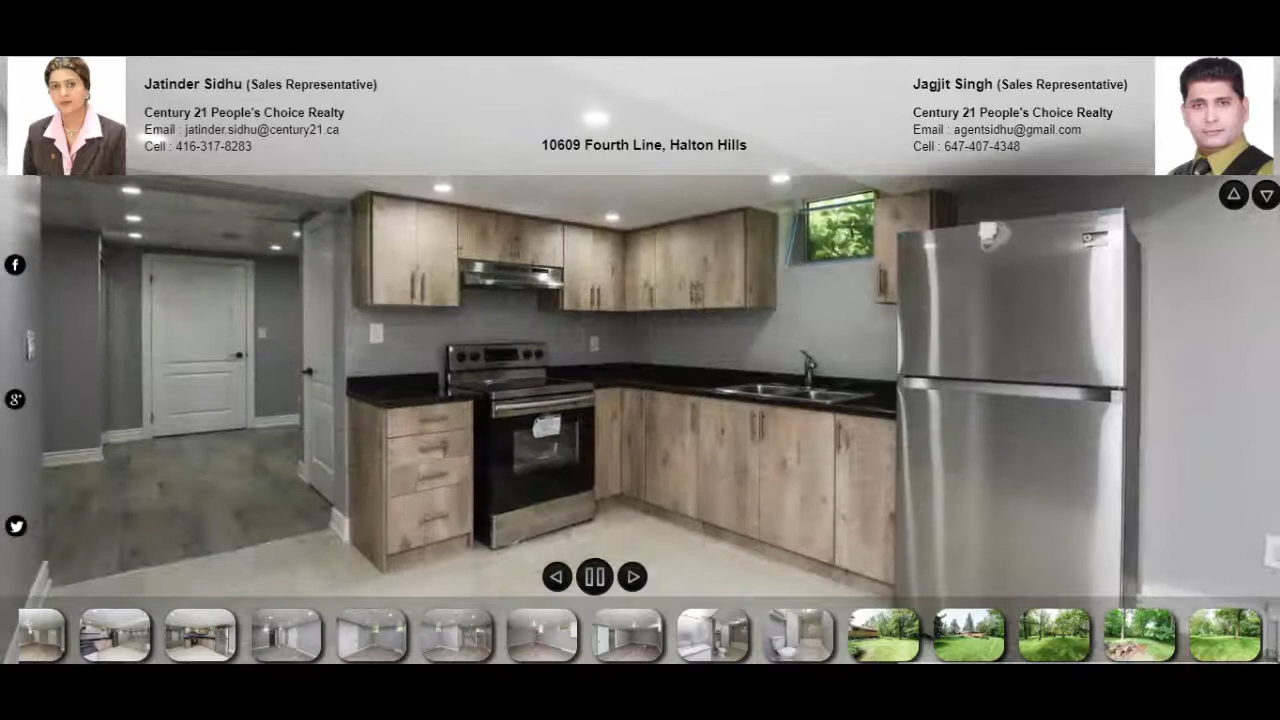 Jatinder Sidhu (Sales Representative)
Century 21 People's Choice Realty
Email : jatinder.sidhu@century21.ca
Cell : 416-317-8283
10609 Fourth Line, Halton Hills
Jagjit Singh (Sales Representative)
Century 21 People's Choice Realty
Email : agentsidhu@gmail.com
Cell : 647-407-4348